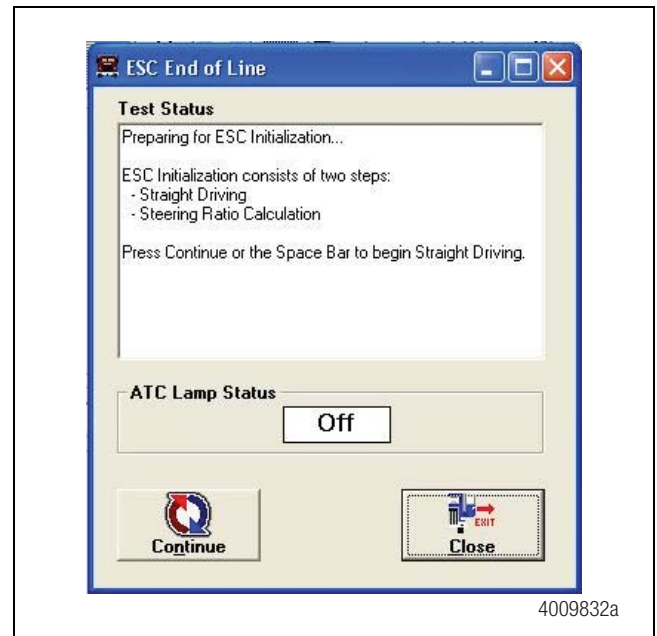 ESC End of Line
Test Status
Preparing for ESC Initialization...
ESC Initialization consists of two steps:
- Straight Driving
- Steering Ratio Calculation
Press Continue or the Space Bar to begin Straight Driving.
ATC Lamp Status
Off
EXIT
Continue
Close
4009832a